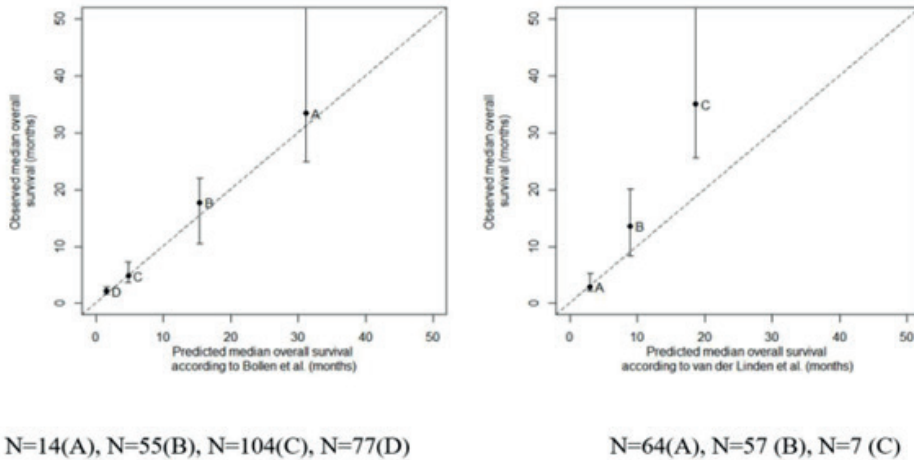 Observed median overall
survival (months)
50
40
30
20
10
0
A
B
C
D
0 10 20 30 40 50
Predicted median overall survival
according to Bollen et al. (months)
N=14(A), N=55(B), N=104(C), N=77(D)
Observed median overall
survival (months)
50
40
30
20
10
0
C
B
A
0 10 20 30 40 50
Predicted median overall survival
according to van der Linden et al. (months)
N=64(A), N=57 (B), N=7 (C)